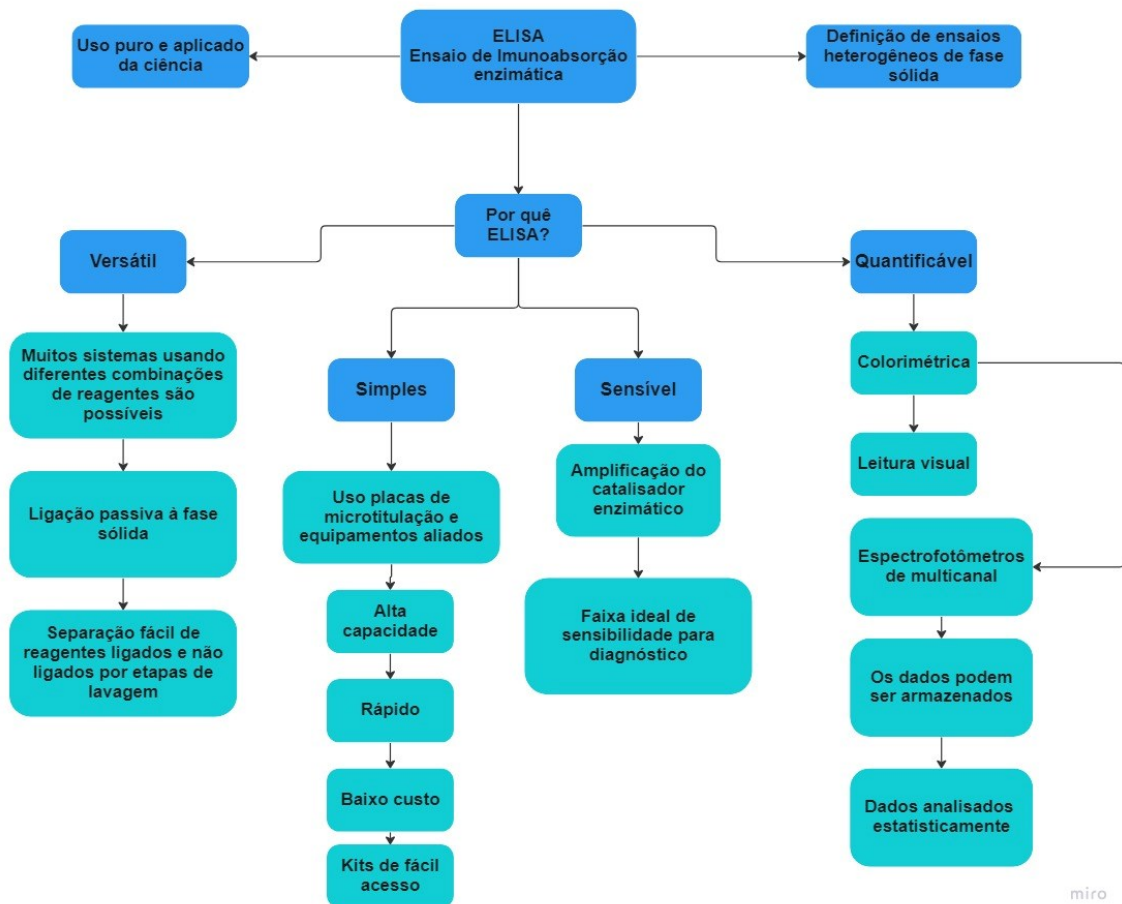 Uso puro e aplicado
da ciência
ELISA
Ensaio de Imunoabsorção
enzimática
Definição de ensaios
heterogêneos de fase
sólida
Por quê
ELISA?
Versátil
Muitos sistemas usando
diferentes combinações
de reagentes são
possíveis
Ligação passiva à fase
sólida
Separação fácil de
reagentes ligados e não
ligados por etapas de
lavagem
Simples
Uso placas de
microtitulação e
equipamentos aliados
Alta
capacidade
Rápido
Baixo custo
Kits de fácil
acesso
Sensível
Amplificação do
catalisador
enzimático
Faixa ideal de
sensibilidade para
diagnóstico
Quantificável
Colorimétrica
Leitura visual
Espectrofotômetros
de multicanal
Os dados podem
ser armazenados
Dados analisados
estatisticamente
miro